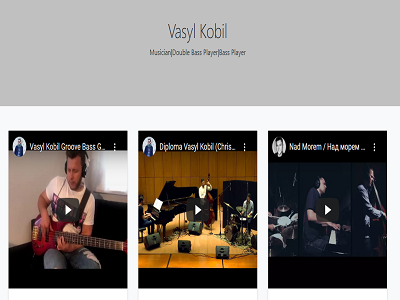 Vasyl Kobil
Musician|Double Bass Player|Bass Player
Vasyl Kobil Groove Bass G...
Diploma Vasyl Kobil (Chris...
Nad Morem / Над морем ...